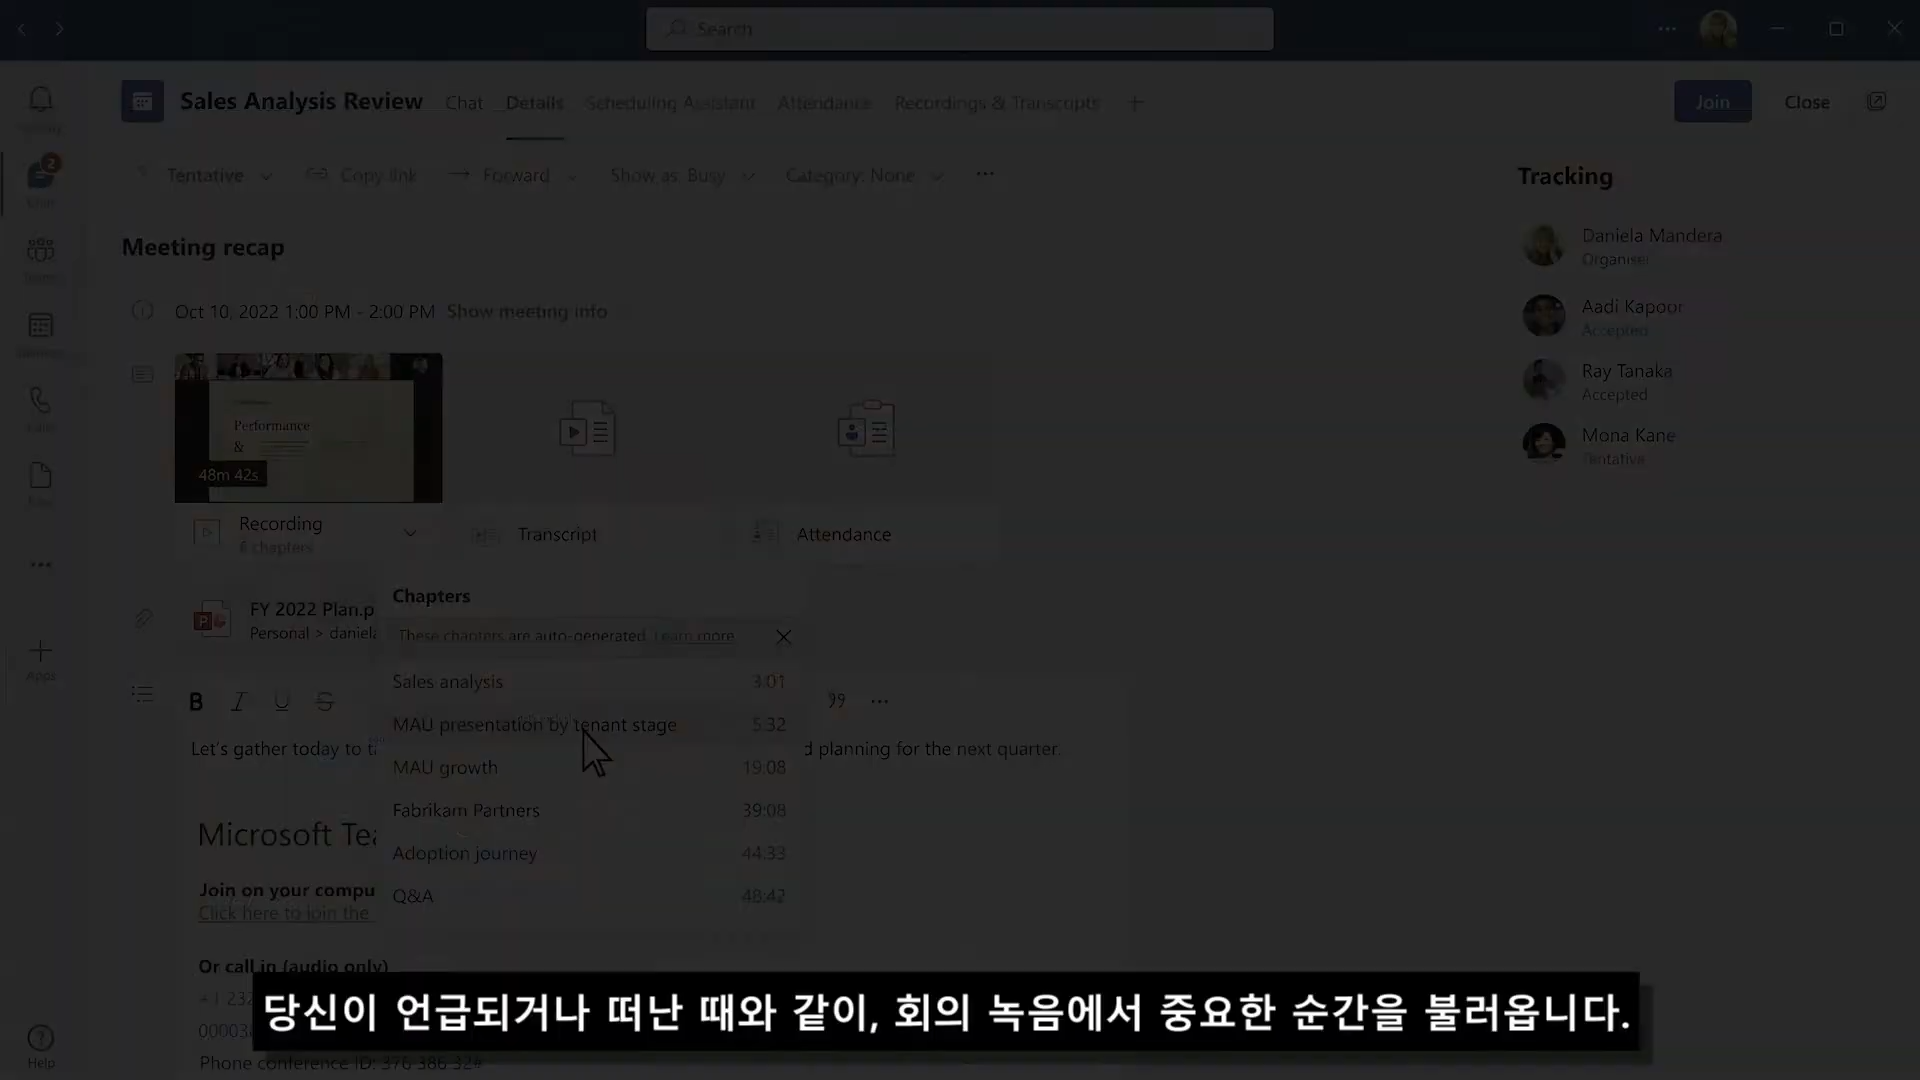 Search
Sales Analysis Review
Chat
Details
Scheduling Assistant
Attendance
Recordings & Transcripts
Join
Close
2
Chat
Tentative
Copy link
Forward
Show as: Busy
Category: None
Tracking
Meeting recap
Daniela Mandera
Organiser
Oct 10, 2022 1:00 PM - 2:00 PM
Show meeting info
Aadi Kapoor
Accepted
Ray Tanaka
Accepted
Mona Kane
Tentative
Performance
&
48m 42s
Recording
6 chapters
Transcript
Attendance
FY 2022 Plan.p
Personal > daniela
Chapters
These chapters are auto-generated. Learn more
Sales analysis 3:01
MAU presentation by tenant stage 5:32
MAU growth 19:08
Fabrikam Partners 39:08
Adoption journey 44:33
Q&A 48:42
Apps
B I U S
Let's gather today to
d planning for the next quarter.
Microsoft Tea
Join on your compu
Click here to join the
Or call in (audio only)
+1 232
Phone conference ID: 376 386 32#
Help
당신이 언급되거나 떠난 때와 같이, 회의 녹음에서 중요한 순간을 불러옵니다.